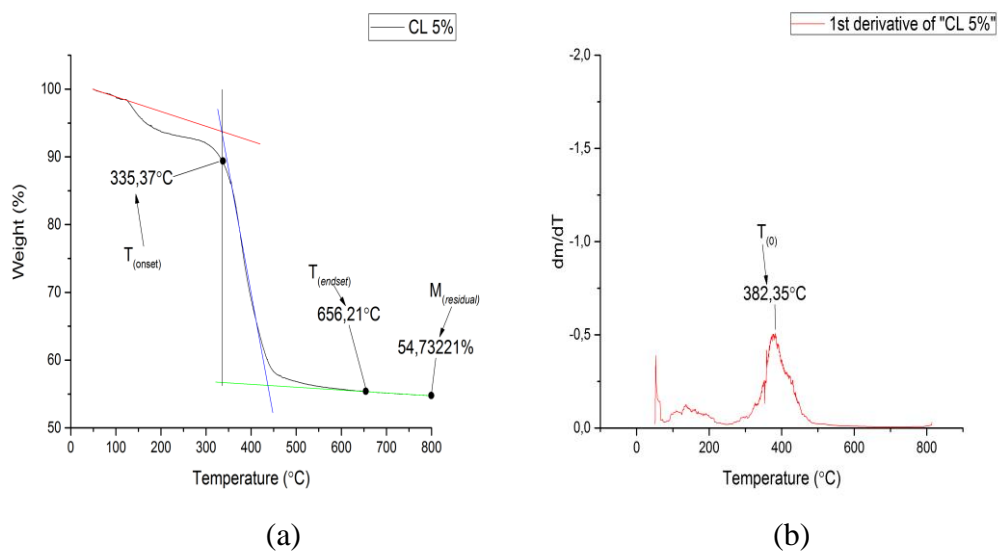 CL 5%
100
90
80
70
60
50
0
100
200
300
400
500
600
700
800
Weight (%)
Temperature (°C)
335,37°C
T(onset)
T(endset)
656,21°C
M(residual)
54,73221%
(a)
1st derivative of "CL 5%"
-2,0
-1,5
-1,0
-0,5
0,0
0
200
400
600
800
dm/dT
Temperature (°C)
T(0)
382,35°C
(b)